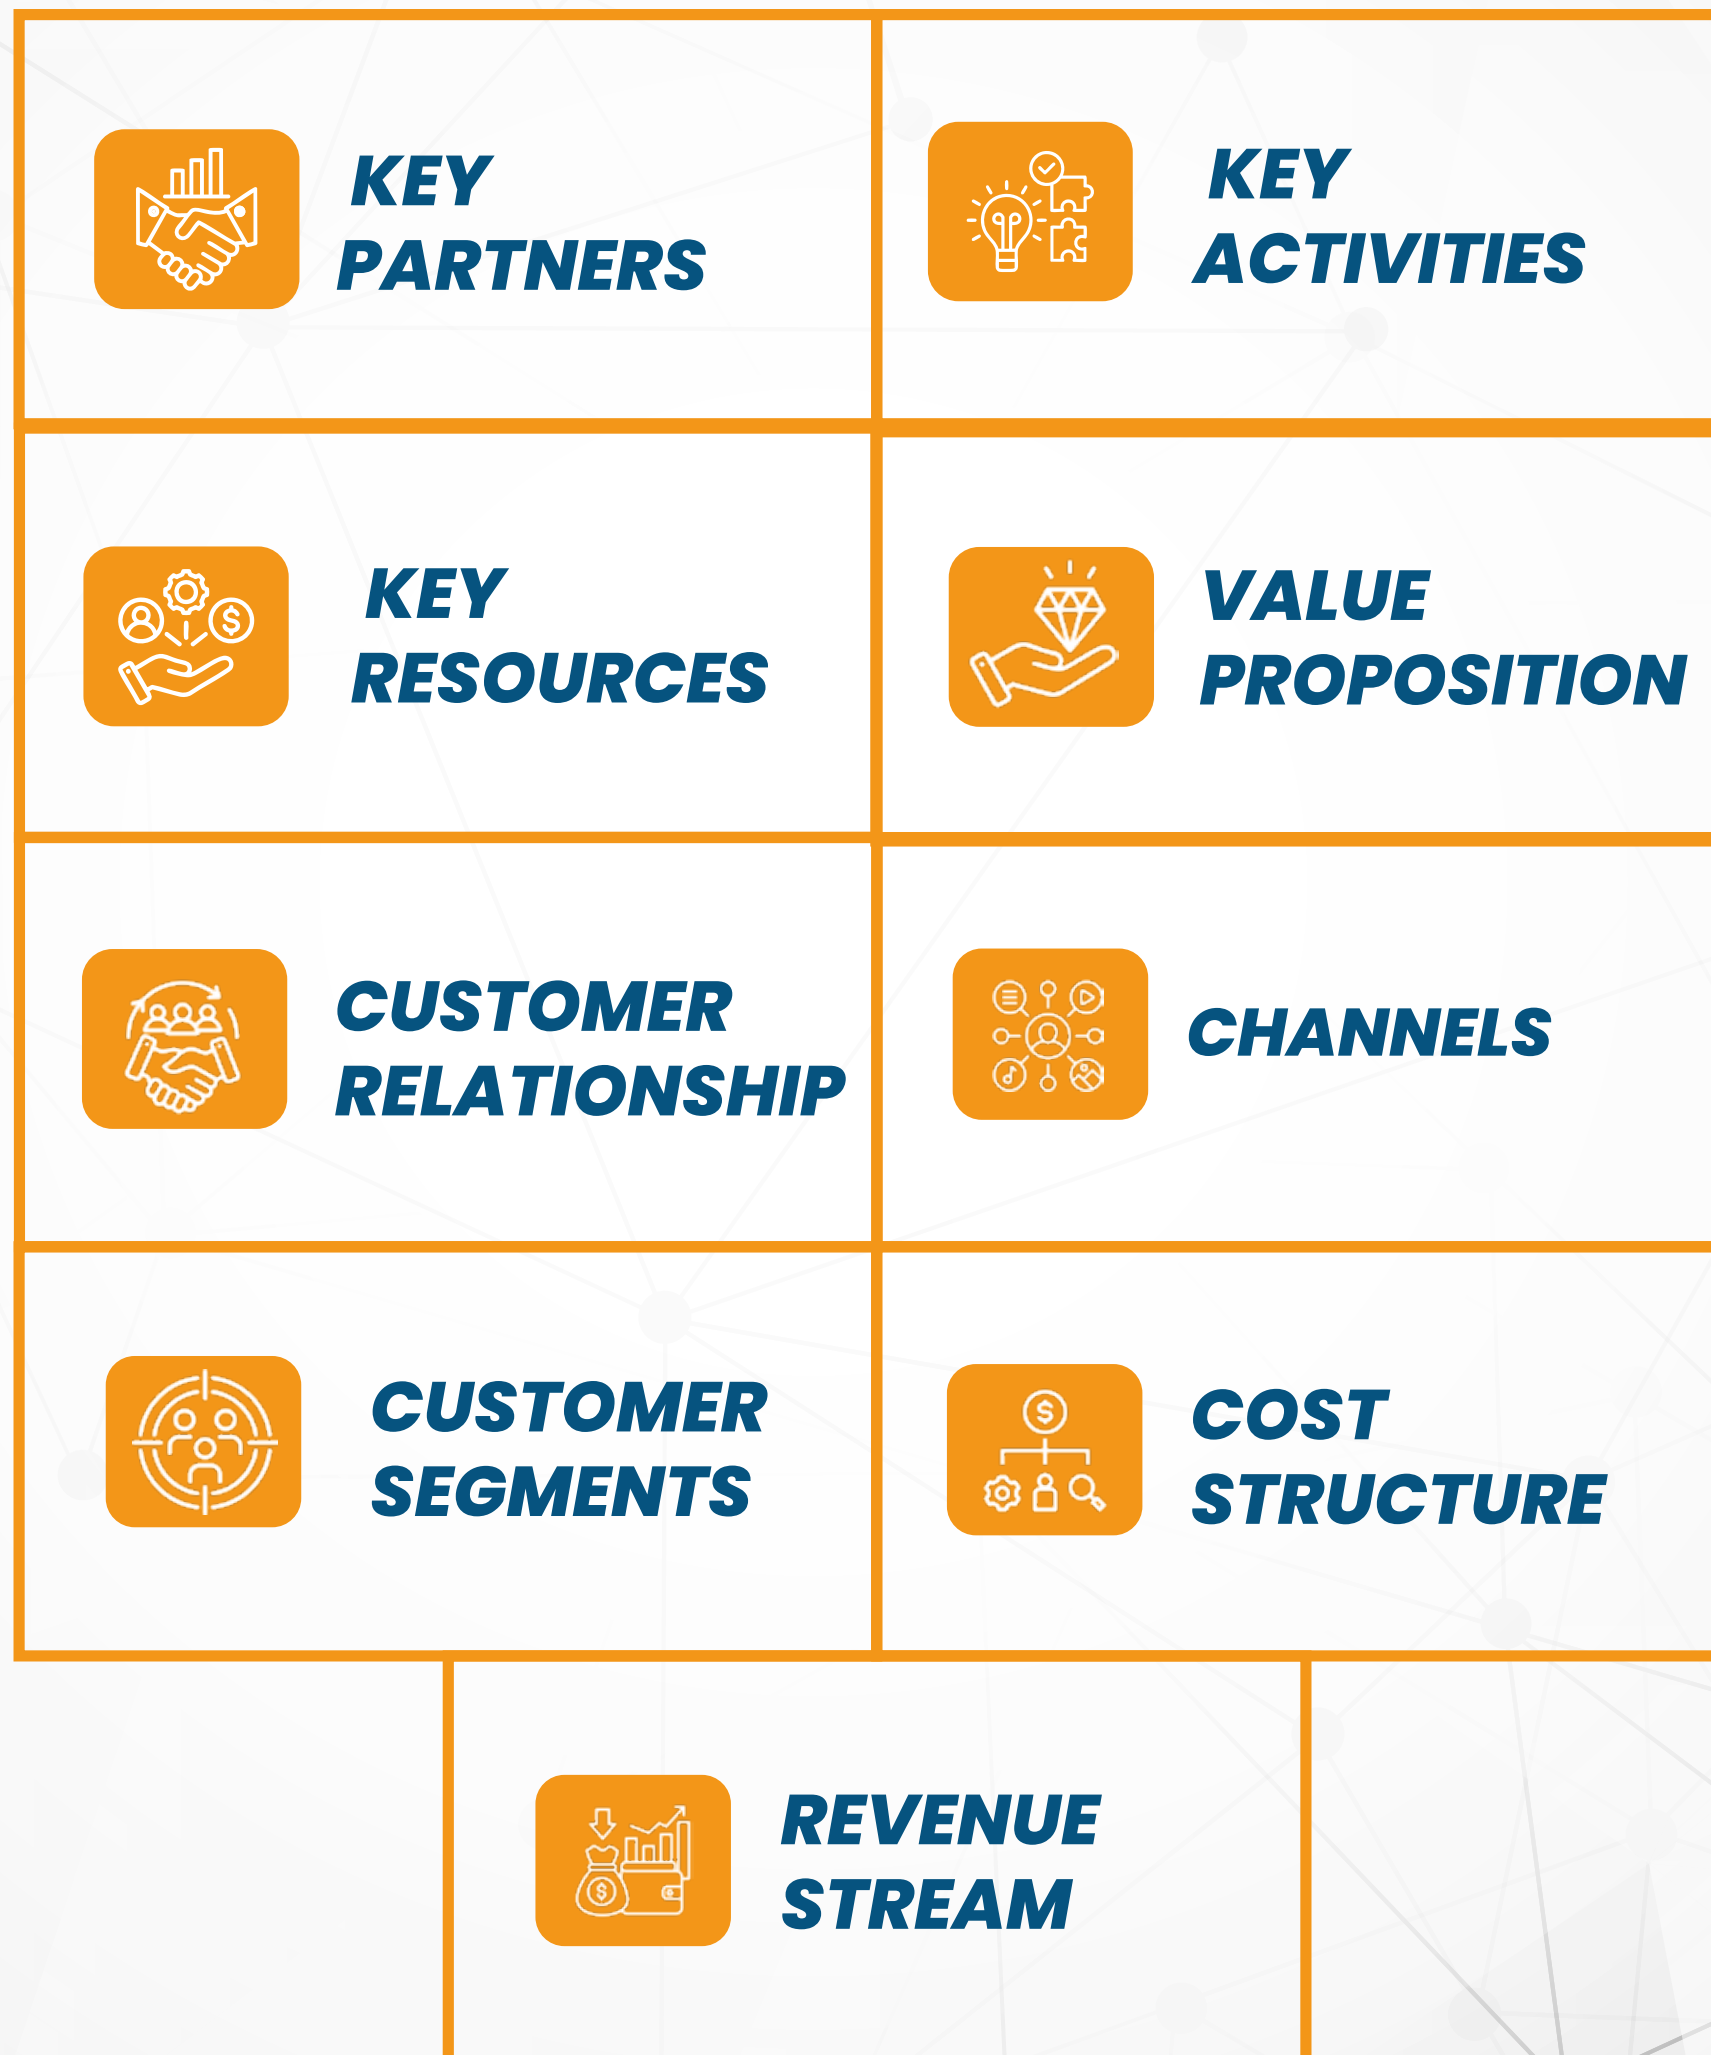 KEY
PARTNERS
KEY
ACTIVITIES
KEY
RESOURCES
VALUE
PROPOSITION
CUSTOMER
RELATIONSHIP
CHANNELS
CUSTOMER
SEGMENTS
COST
STRUCTURE
REVENUE
STREAM